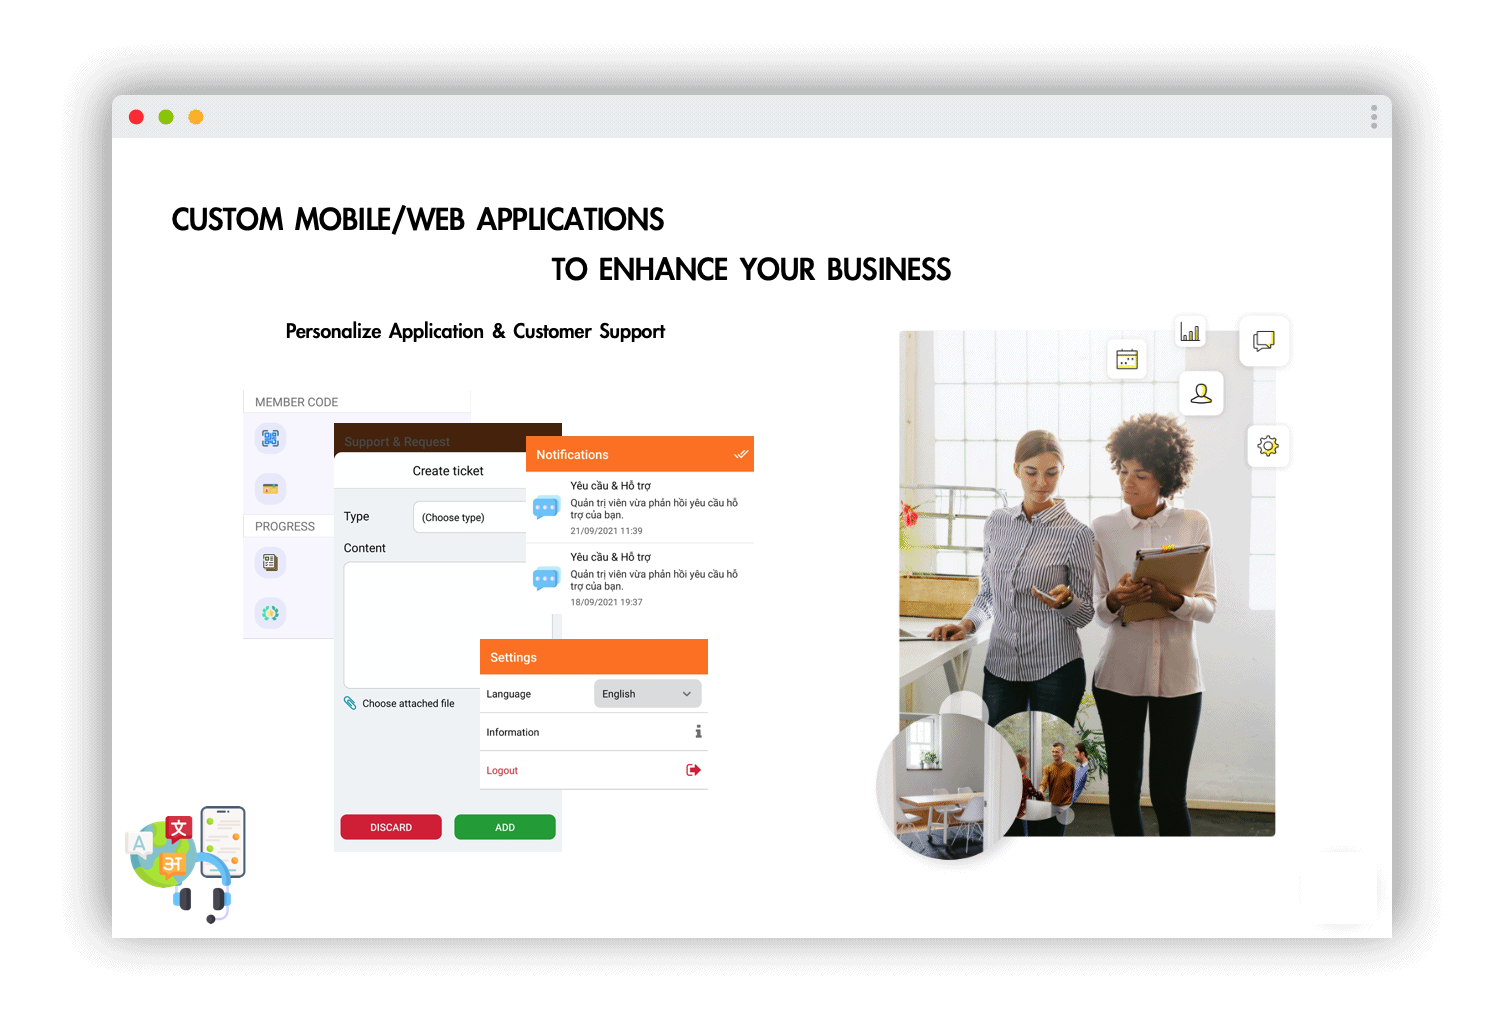 CUSTOM MOBILE/WEB APPLICATIONS
TO ENHANCE YOUR BUSINESS
Personalize Application & Customer Support
MEMBER CODE
PROGRESS
Support & Request
Create ticket
Type
(Choose type)
Content
Choose attached file
DISCARD
ADD
Notifications
Yêu cầu & Hỗ trợ
Quản trị viên vừa phản hồi yêu cầu hỗ
trợ của bạn.
21/09/2021 11:39
Yêu cầu & Hỗ trợ
Quản trị viên vừa phản hồi yêu cầu hỗ
trợ của bạn.
18/09/2021 19:37
Settings
Language
English
Information
Logout
A
文
अ